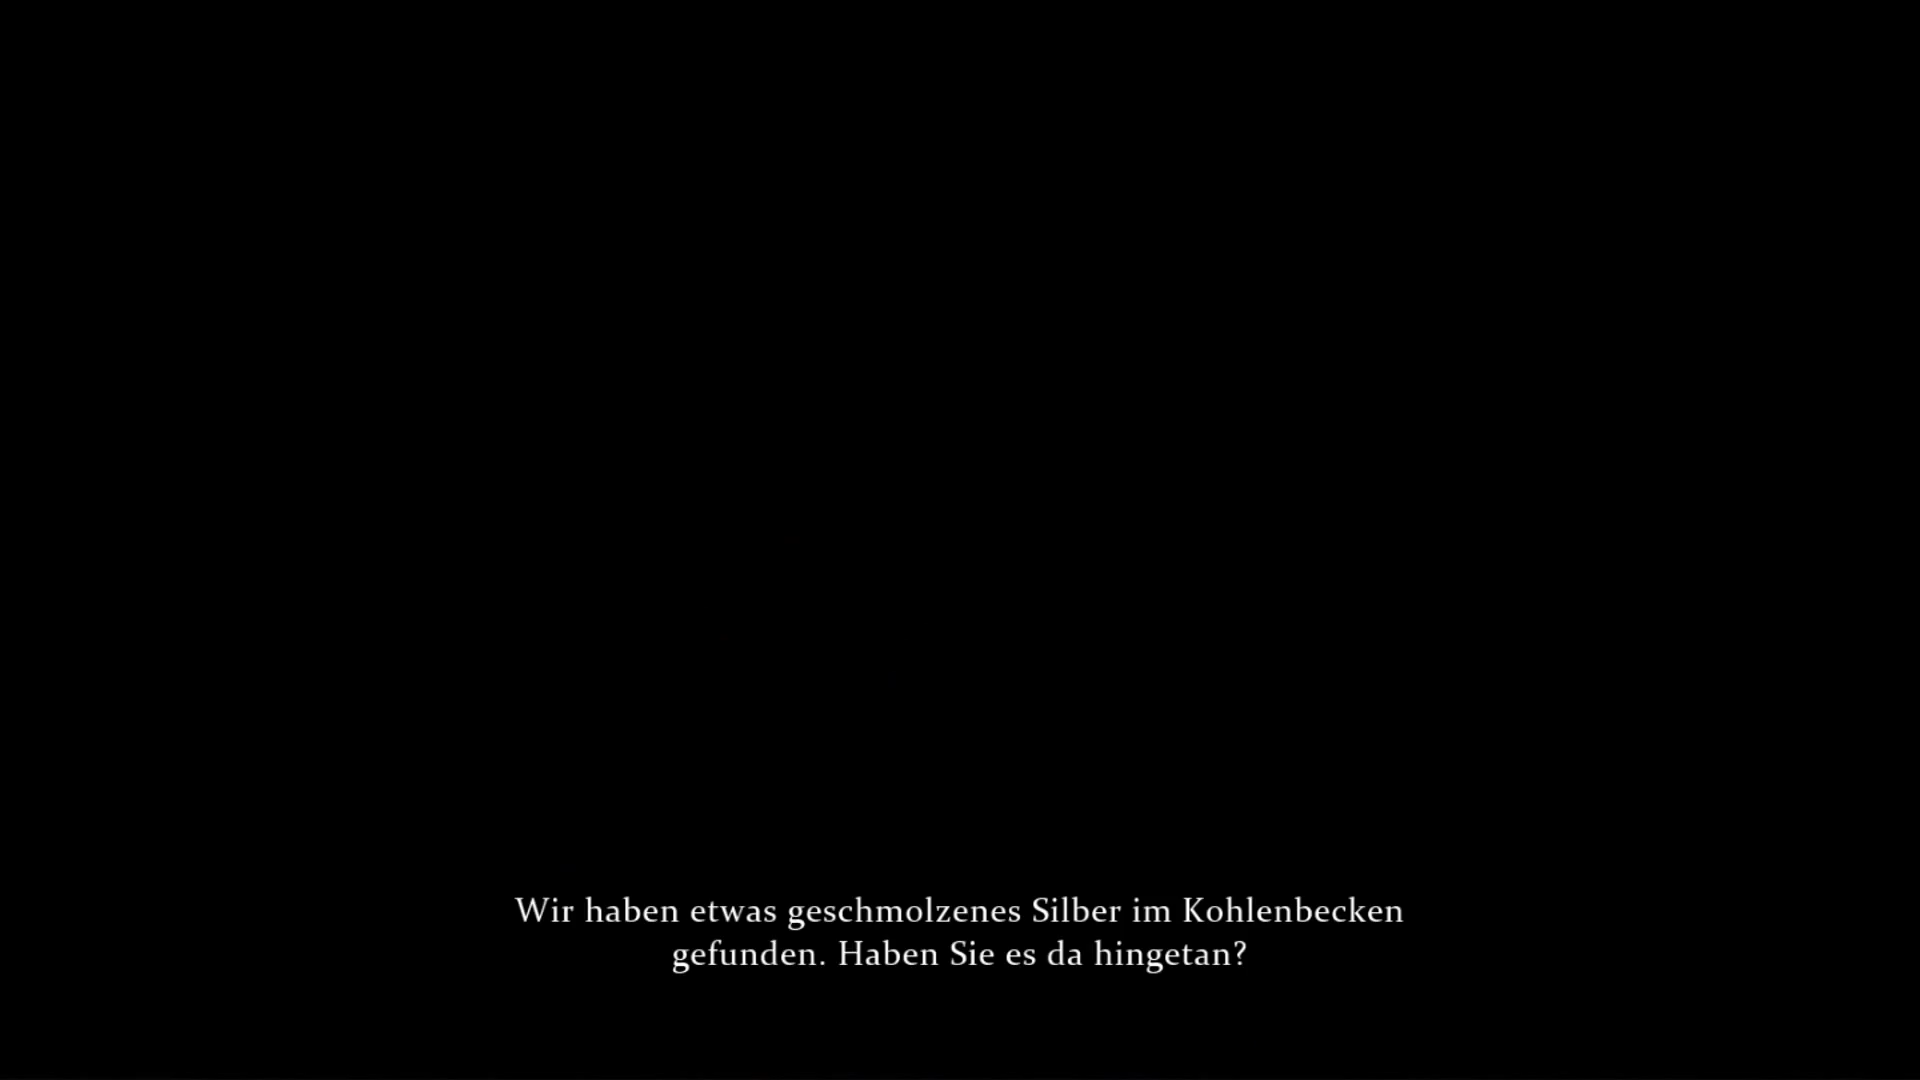 Wir haben etwas geschmolzenes Silber im Kohlenbecken
gefunden. Haben Sie es da hingetan?